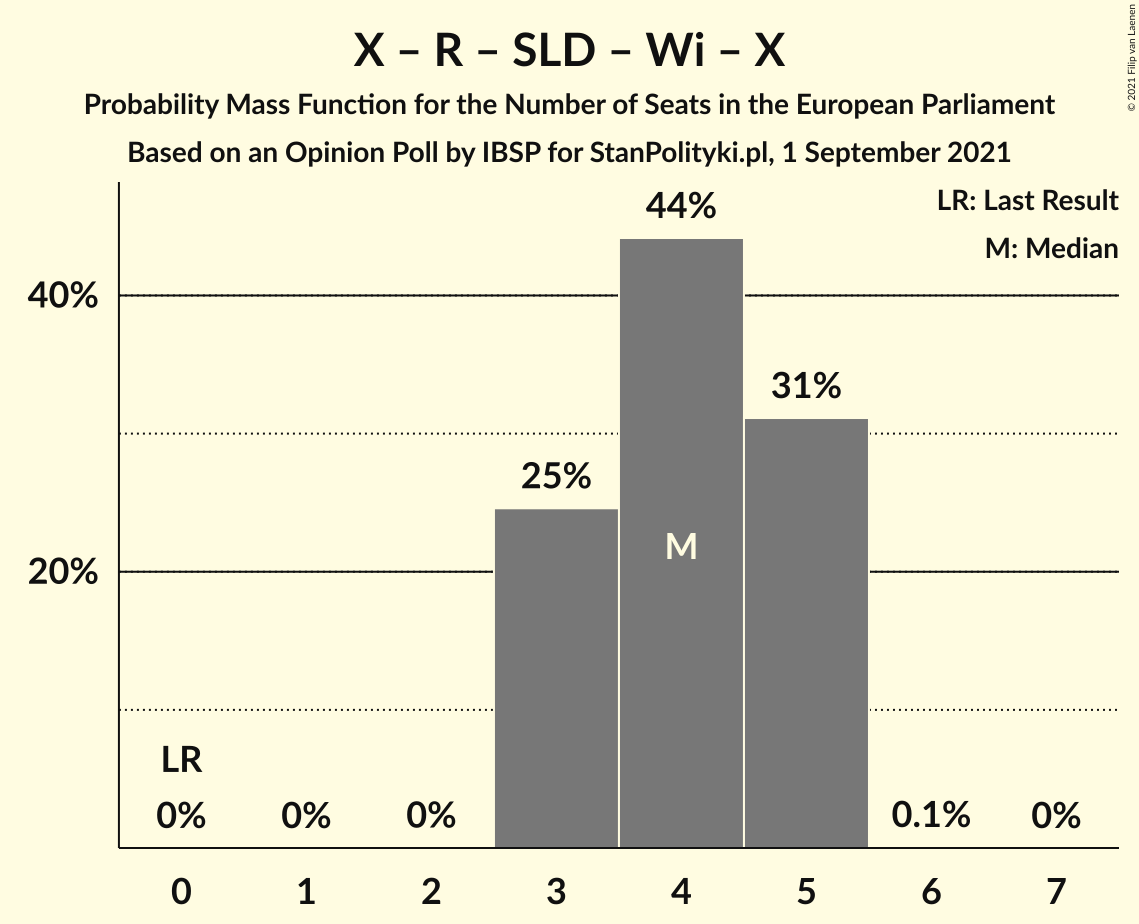 X – R – SLD – Wi – X
Probability Mass Function for the Number of Seats in the European Parliament
Based on an Opinion Poll by IBSP for StanPolityki.pl, 1 September 2021
© 2021 Filip van Laenen
LR: Last Result
M: Median
44%
40%
31%
25%
M
20%
LR
0% 0% 0% 0.1% 0%
0 1 2 3 4 5 6 7